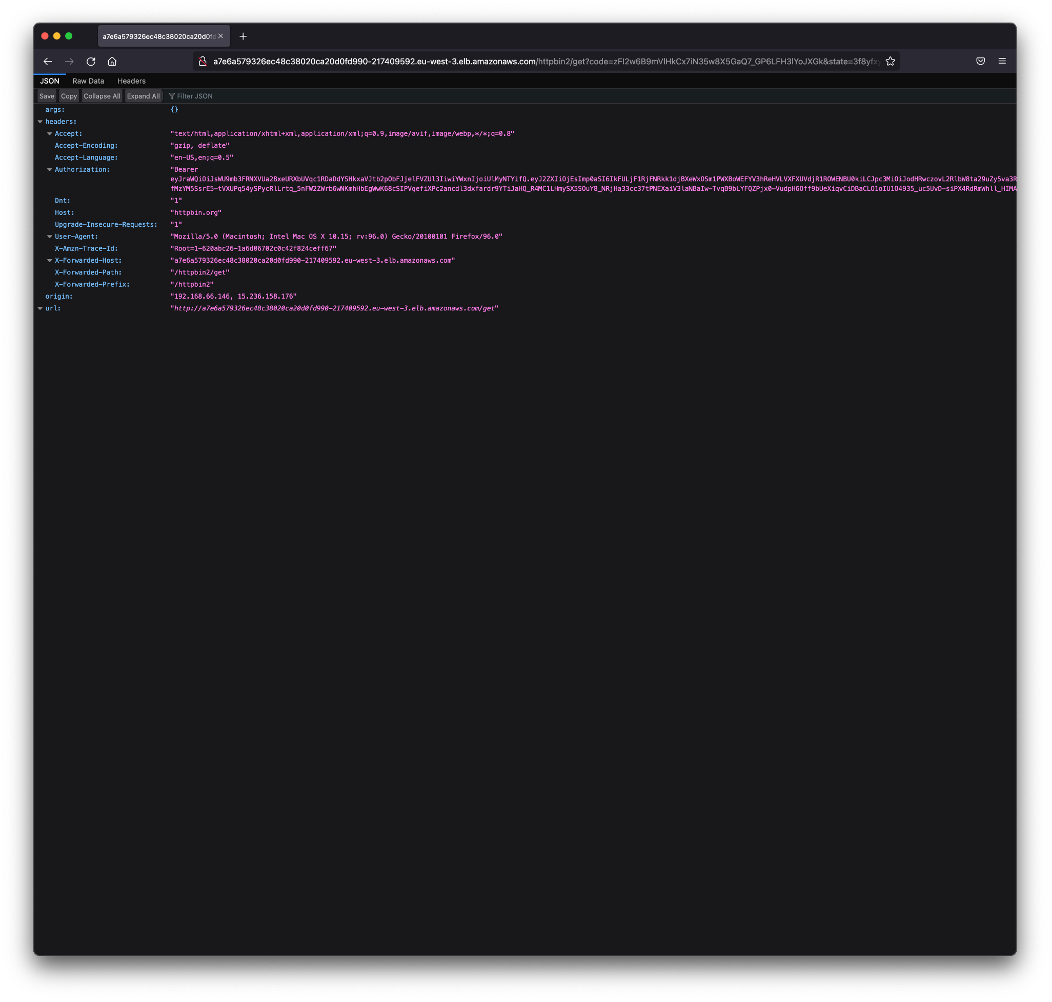 a7e6a579326ec48c38020ca20d0fd
a7e6a579326ec48c38020ca20d0fd990-217409592.eu-west-3.elb.amazonaws.com/httpbin2/get?code=
JSON Raw Data Headers
Save Copy Collapse All Expand All Filter JSON
args: {}
headers:
Accept: "text/html,application/xhtml+xml,application/xml;q=0.9,image/avif,image/webp,*/*;q=0.8"
Accept-Encoding: "gzip, deflate"
Accept-Language: "en-US,en;q=0.5"
Authorization: "Bearer
Dnt: "1"
Host: "httpbin.org"
Upgrade-Insecure-Requests: "1"
User-Agent: "Mozilla/5.0 (Macintosh; Intel Mac OS X 10.15; rv:96.0) Gecko/20100101 Firefox/96.0"
X-Amzn-Trace-Id: "Root=1-620abc26-1a6d06702c0c42f824ceff67"
X-Forwarded-Host: "a7e6a579326ec48c38020ca20d0fd990-217409592.eu-west-3.elb.amazonaws.com"
X-Forwarded-Path: "/httpbin2/get"
X-Forwarded-Prefix: "/httpbin2"
origin: "192.168.66.146, 15.236.158.176"
url: "http://a7e6a579326ec48c38020ca20d0fd990-217409592.eu-west-3.elb.amazonaws.com/get"